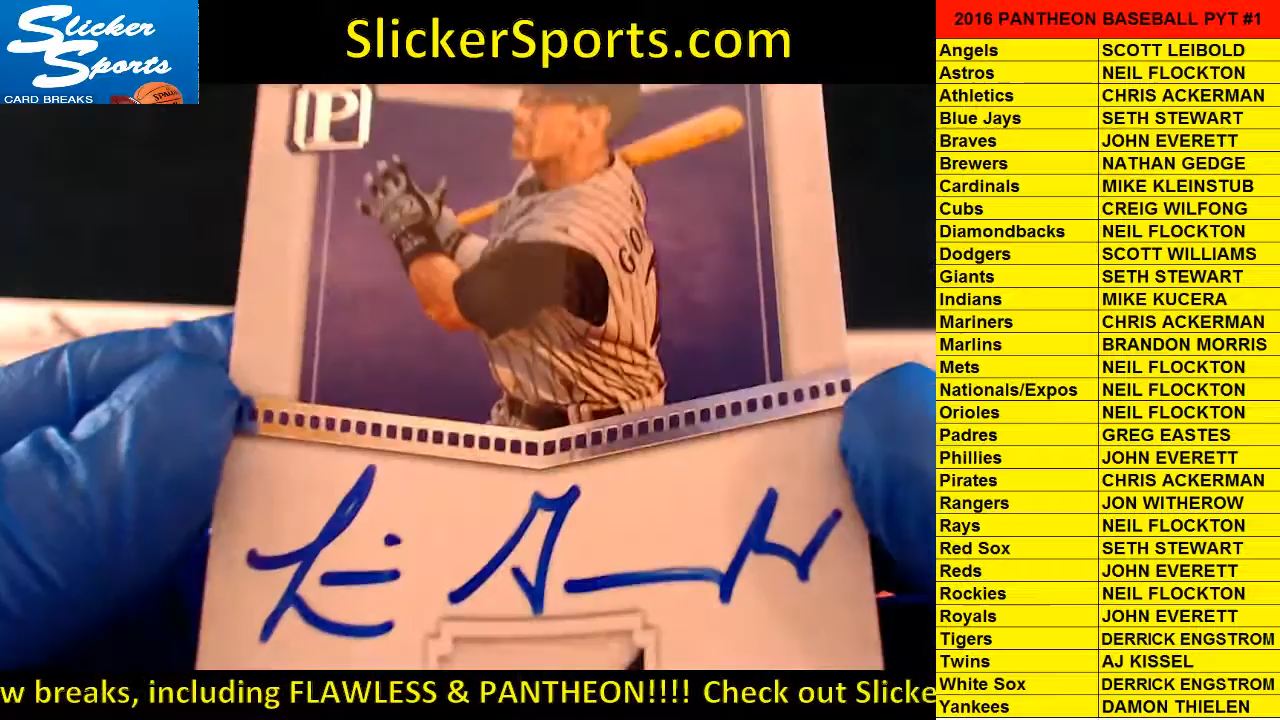 Slicker
Sports
CARD BREAKS
SlickerSports.com
P
GO
w breaks, including FLAWLESS & PANTHEON!!!! Check out Slicke
2016 PANTHEON BASEBALL PYT #1
Angels SCOTT LEIBOLD
Astros NEIL FLOCKTON
Athletics CHRIS ACKERMAN
Blue Jays SETH STEWART
Braves JOHN EVERETT
Brewers NATHAN GEDGE
Cardinals MIKE KLEINSTUB
Cubs CREIG WILFONG
Diamondbacks NEIL FLOCKTON
Dodgers SCOTT WILLIAMS
Giants SETH STEWART
Indians MIKE KUCERA
Mariners CHRIS ACKERMAN
Marlins BRANDON MORRIS
Mets NEIL FLOCKTON
Nationals/Expos NEIL FLOCKTON
Orioles NEIL FLOCKTON
Padres GREG EASTES
Phillies JOHN EVERETT
Pirates CHRIS ACKERMAN
Rangers JON WITHEROW
Rays NEIL FLOCKTON
Red Sox SETH STEWART
Reds JOHN EVERETT
Rockies NEIL FLOCKTON
Royals JOHN EVERETT
Tigers DERRICK ENGSTROM
Twins AJ KISSEL
White Sox DERRICK ENGSTROM
Yankees DAMON THIELEN